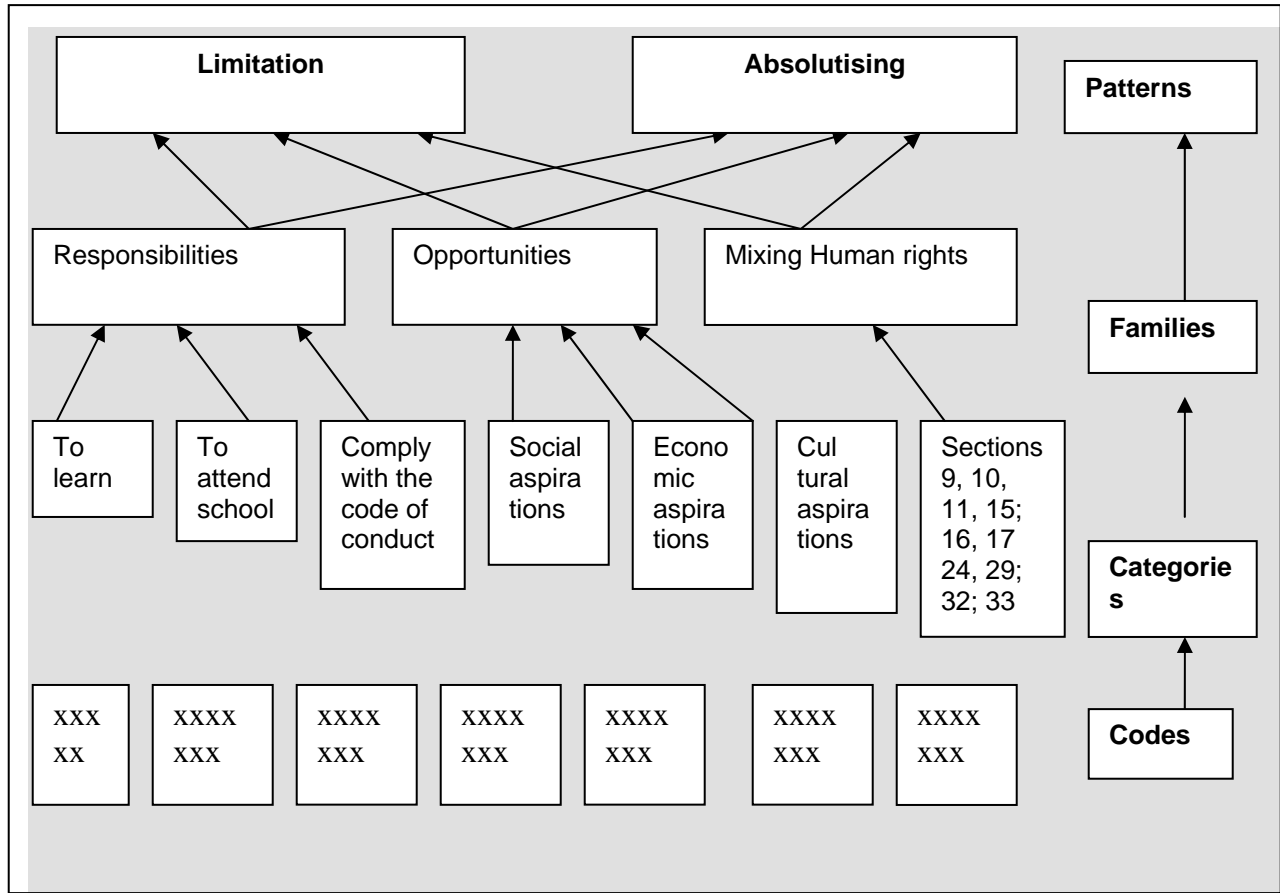 Limitation
Absolutising
Patterns
Responsibilities
Opportunities
Mixing Human rights
Families
To
learn
To
attend
school
Comply
with the
code of
conduct
Social
aspira
tions
Econo
mic
aspira
tions
Cul
tural
aspira
tions
Sections
9, 10,
11, 15;
16, 17
24, 29;
32; 33
Categorie
s
xxx
xx
xxxx
xxx
xxxx
xxx
xxxx
xxx
xxxx
xxx
xxxx
xxx
xxxx
xxx
Codes